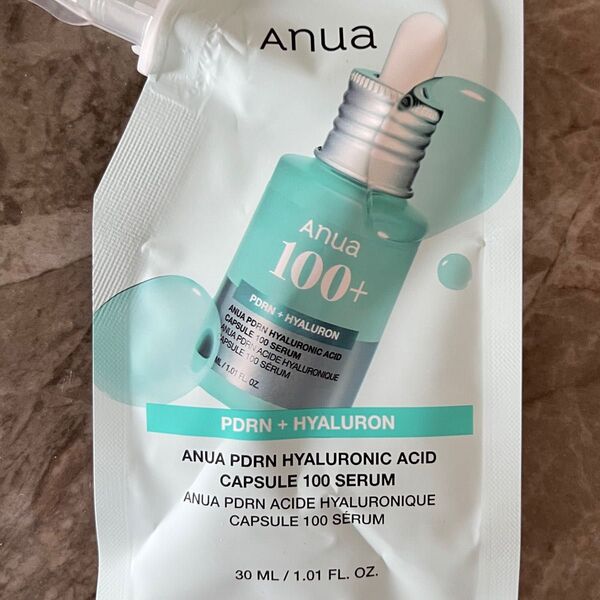 Anua
Anua
100+
PDRN + HYALURON
ANUA PDRN HYALURONIC ACID
CAPSULE 100 SERUM
ANUA PDRN ACIDE HYALURONIQUE
CAPSULE 100 SÉRUM
ML / 1.01 FL. OZ.
PDRN + HYALURON
ANUA PDRN HYALURONIC ACID
CAPSULE 100 SERUM
ANUA PDRN ACIDE HYALURONIQUE
CAPSULE 100 SÉRUM
30 ML / 1.01 FL. OZ.